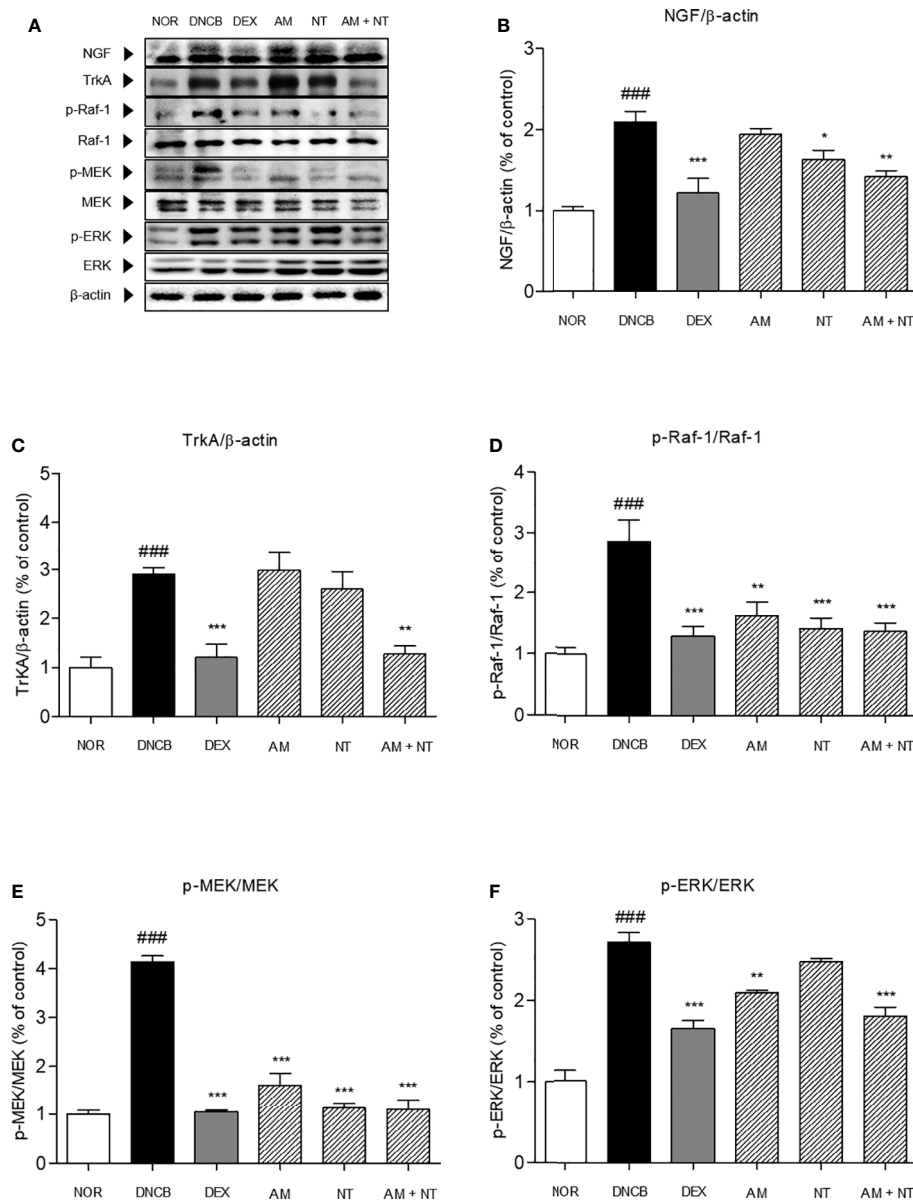 A
NOR DNCB DEX AM NT AM + NT
NGF
TrkA
p-Raf-1
Raf-1
p-MEK
MEK
p-ERK
ERK
β-actin
B
NGF/β-actin
NGF/β-actin (% of control)
3
2
1
0
###
***
*
**
NOR DNCB DEX AM NT AM + NT
C
TrkA/β-actin
TrKA/β-actin (% of control)
5
4
3
2
1
0
###
***
**
NOR DNCB DEX AM NT AM + NT
D
p-Raf-1/Raf-1
p-Raf-1/Raf-1 (% of control)
4
3
2
1
0
###
***
**
***
***
NOR DNCB DEX AM NT AM + NT
E
p-MEK/MEK
p-MEK/MEK (% of control)
5
4
3
2
1
0
###
***
***
***
***
NOR DNCB DEX AM NT AM + NT
F
p-ERK/ERK
p-ERK/ERK (% of control)
3
2
1
0
###
***
**
***
NOR DNCB DEX AM NT AM + NT